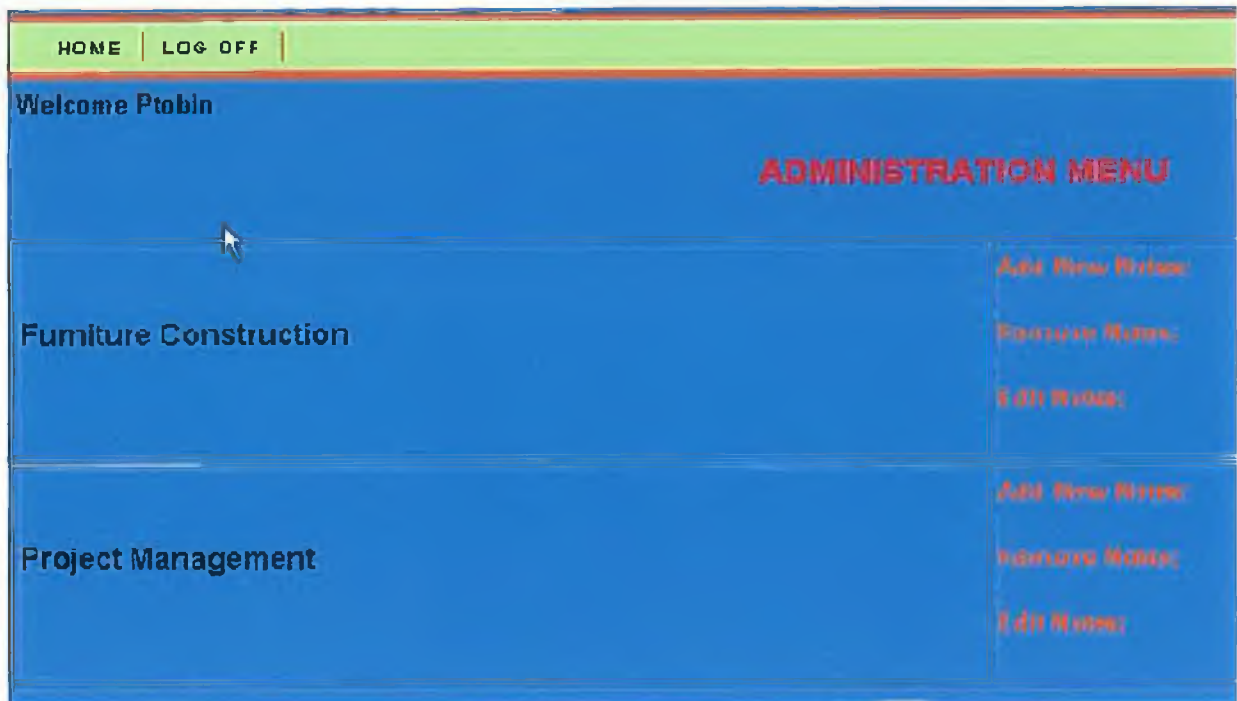 HOME | LOG OFF |
Welcome Ptobin
ADMINISTRATION MENU
Add New Notes:
Furniture Construction
Remove Notes:
Edit Notes:
Add New Notes:
Project Management
Remove Notes:
Edit Notes: